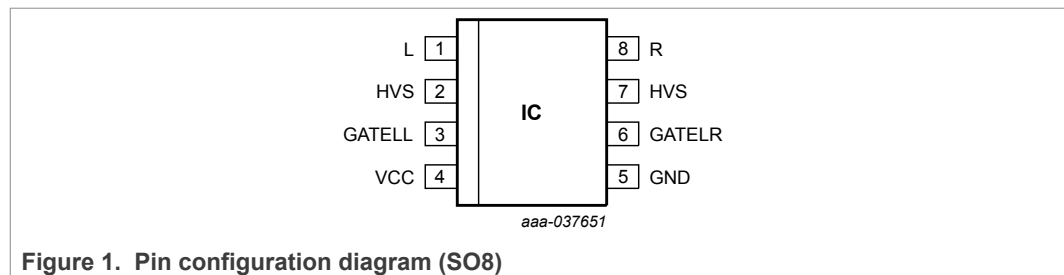 L 1 8 R
HVS 2 7 HVS
IC
GATELL 3 6 GATELR
VCC 4 5 GND
aaa-037651
Figure 1. Pin configuration diagram (SO8)